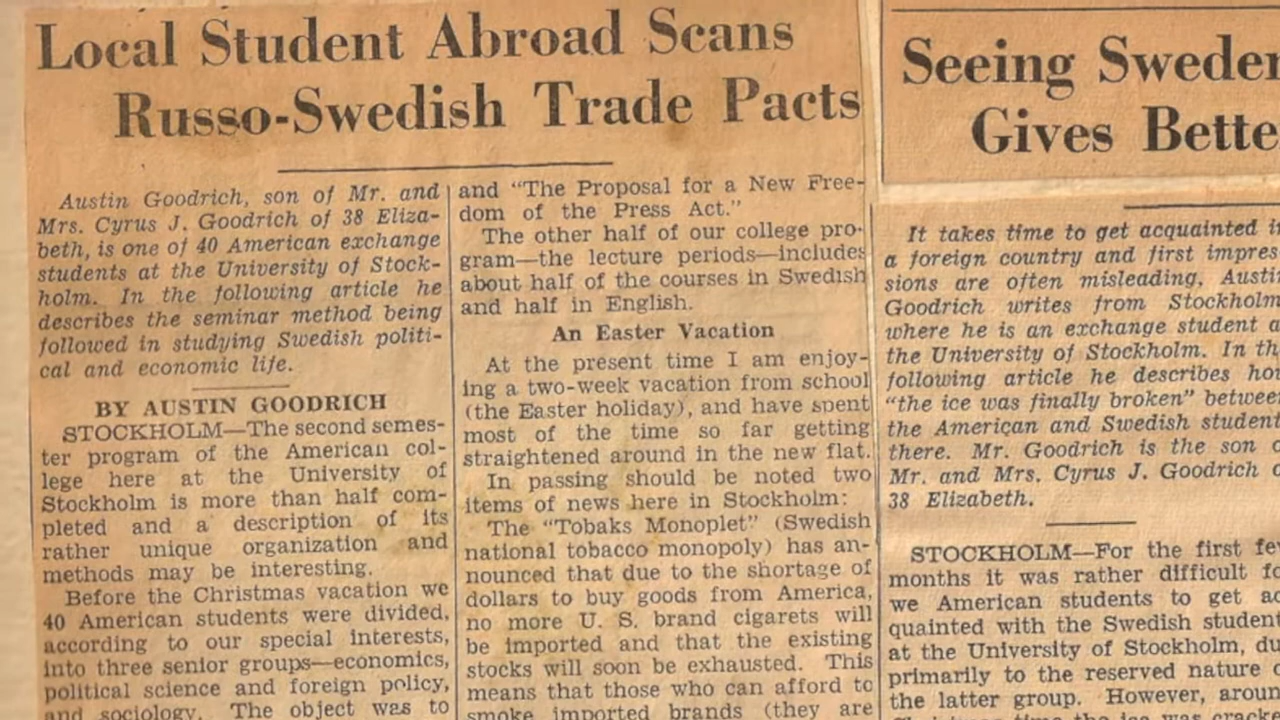 Local Student Abroad Scans
Russo-Swedish Trade Pacts
Austin Goodrich, son of Mr. and
Mrs. Cyrus J. Goodrich of 38 Eliza-
beth, is one of 40 American exchange
students at the University of Stock-
holm. In the following article he
describes the seminar method being
followed in studying Swedish politi-
cal and economic life.
BY AUSTIN GOODRICH
STOCKHOLM—The second semes-
ter program of the American col-
lege here at the University of
Stockholm is more than half com-
pleted and a description of its
rather unique organization and
methods may be interesting.
Before the Christmas vacation we
40 American students were divided,
according to our special interests,
into three senior groups—economics,
political science and foreign policy,
and sociology. The object was to
and "The Proposal for a New Free-
dom of the Press Act."
The other half of our college pro-
gram—the lecture periods—includes
about half of the courses in Swedish
and half in English.
An Easter Vacation
At the present time I am enjoy-
ing a two-week vacation from school
(the Easter holiday), and have spent
most of the time so far getting
straightened around in the new flat.
In passing should be noted two
items of news here in Stockholm:
The "Tobaks Monoplet" (Swedish
national tobacco monopoly) has an-
nounced that due to the shortage of
dollars to buy goods from America,
no more U. S. brand cigarets will
be imported and that the existing
stocks will soon be exhausted. This
means that those who can afford to
smoke imported brands (they are
Seeing Sweden
Gives Bette
It takes time to get acquainted in
a foreign country and first impres-
sions are often misleading, Austin
Goodrich writes from Stockholm
where he is an exchange student a
the University of Stockholm. In th
following article he describes how
"the ice was finally broken" between
the American and Swedish student
there. Mr. Goodrich is the son o
Mr. and Mrs. Cyrus J. Goodrich o
38 Elizabeth.
STOCKHOLM—For the first few
months it was rather difficult fo
we American students to get ac
quainted with the Swedish student
at the University of Stockholm, du
primarily to the reserved nature o
the latter group. However, aroun
Christmas time the ice was cracke